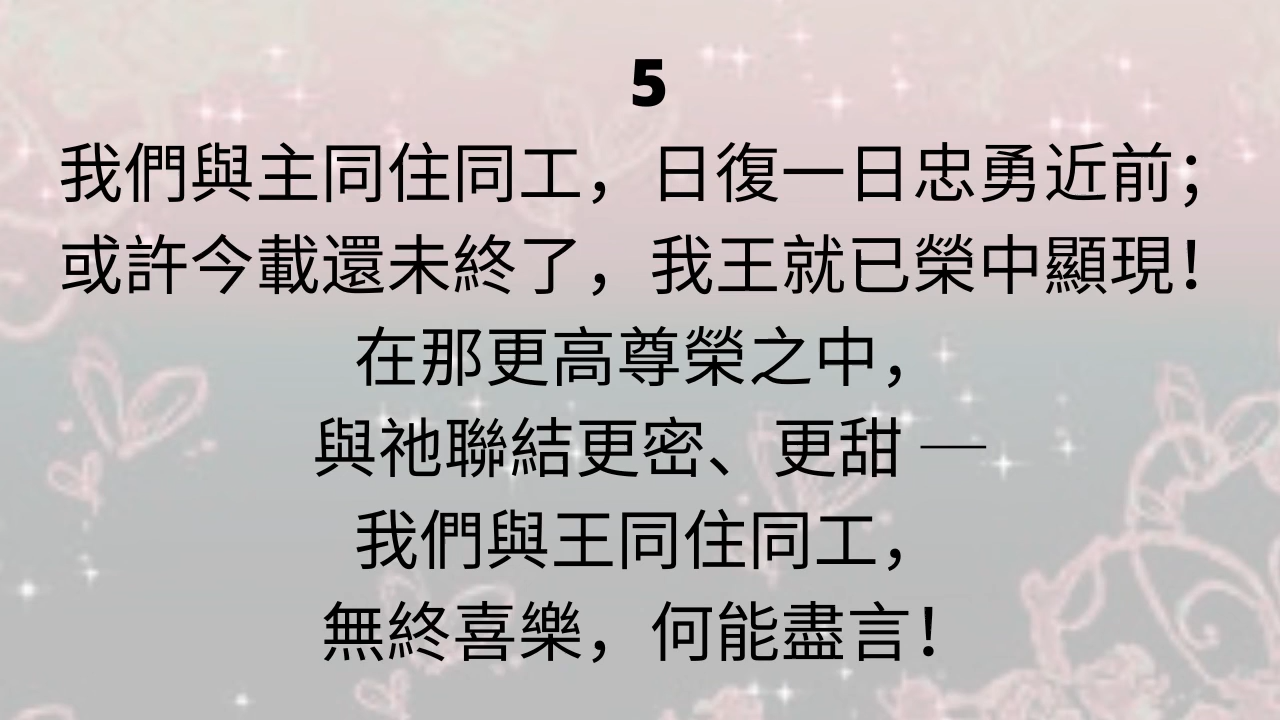 5
我們與主同住同工，日復一日忠勇近前；
或許今載還未終了，我王就已榮中顯現！
在那更高尊榮之中，
與祂聯結更密、更甜 —
我們與王同住同工，
無終喜樂，何能盡言！